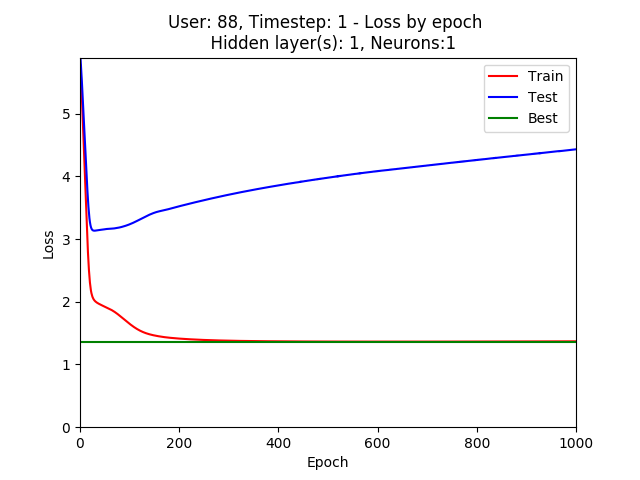 User: 88, Timestep: 1 - Loss by epoch
Hidden layer(s): 1, Neurons:1
Train
Test
Best
5
4
3
2
1
0
Loss
0 200 400 600 800 1000
Epoch